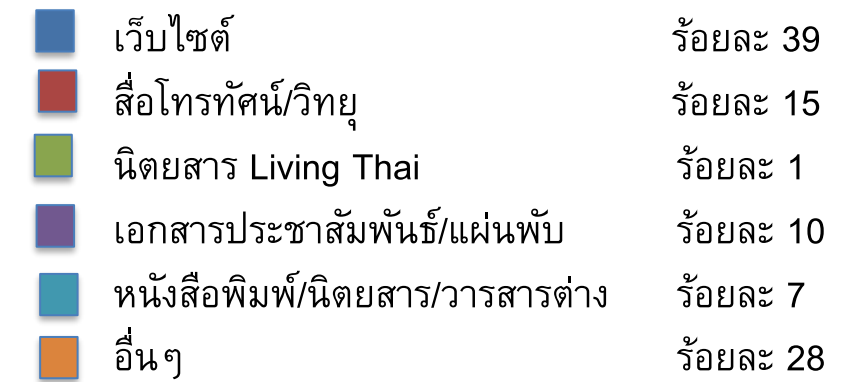 เว็บไซต์ ร้อยละ 39
สื่อโทรทัศน์/วิทยุ ร้อยละ 15
นิตยสาร Living Thai ร้อยละ 1
เอกสารประชาสัมพันธ์/แผ่นพับ ร้อยละ 10
หนังสือพิมพ์/นิตยสาร/วารสารต่าง ร้อยละ 7
อื่นๆ ร้อยละ 28